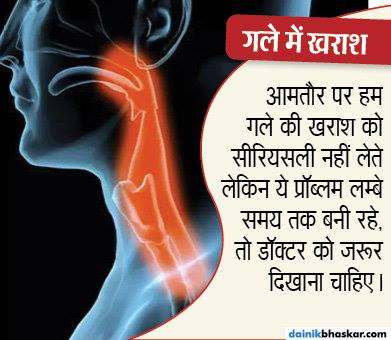 गले में खराश
आमतौर पर हम
गले की खराश को
सीरियसली नहीं लेते
लेकिन ये प्रॉब्लम लम्बे
समय तक बनी रहे,
तो डॉक्टर को जरूर
दिखाना चाहिए।
dainikbhaskar.com